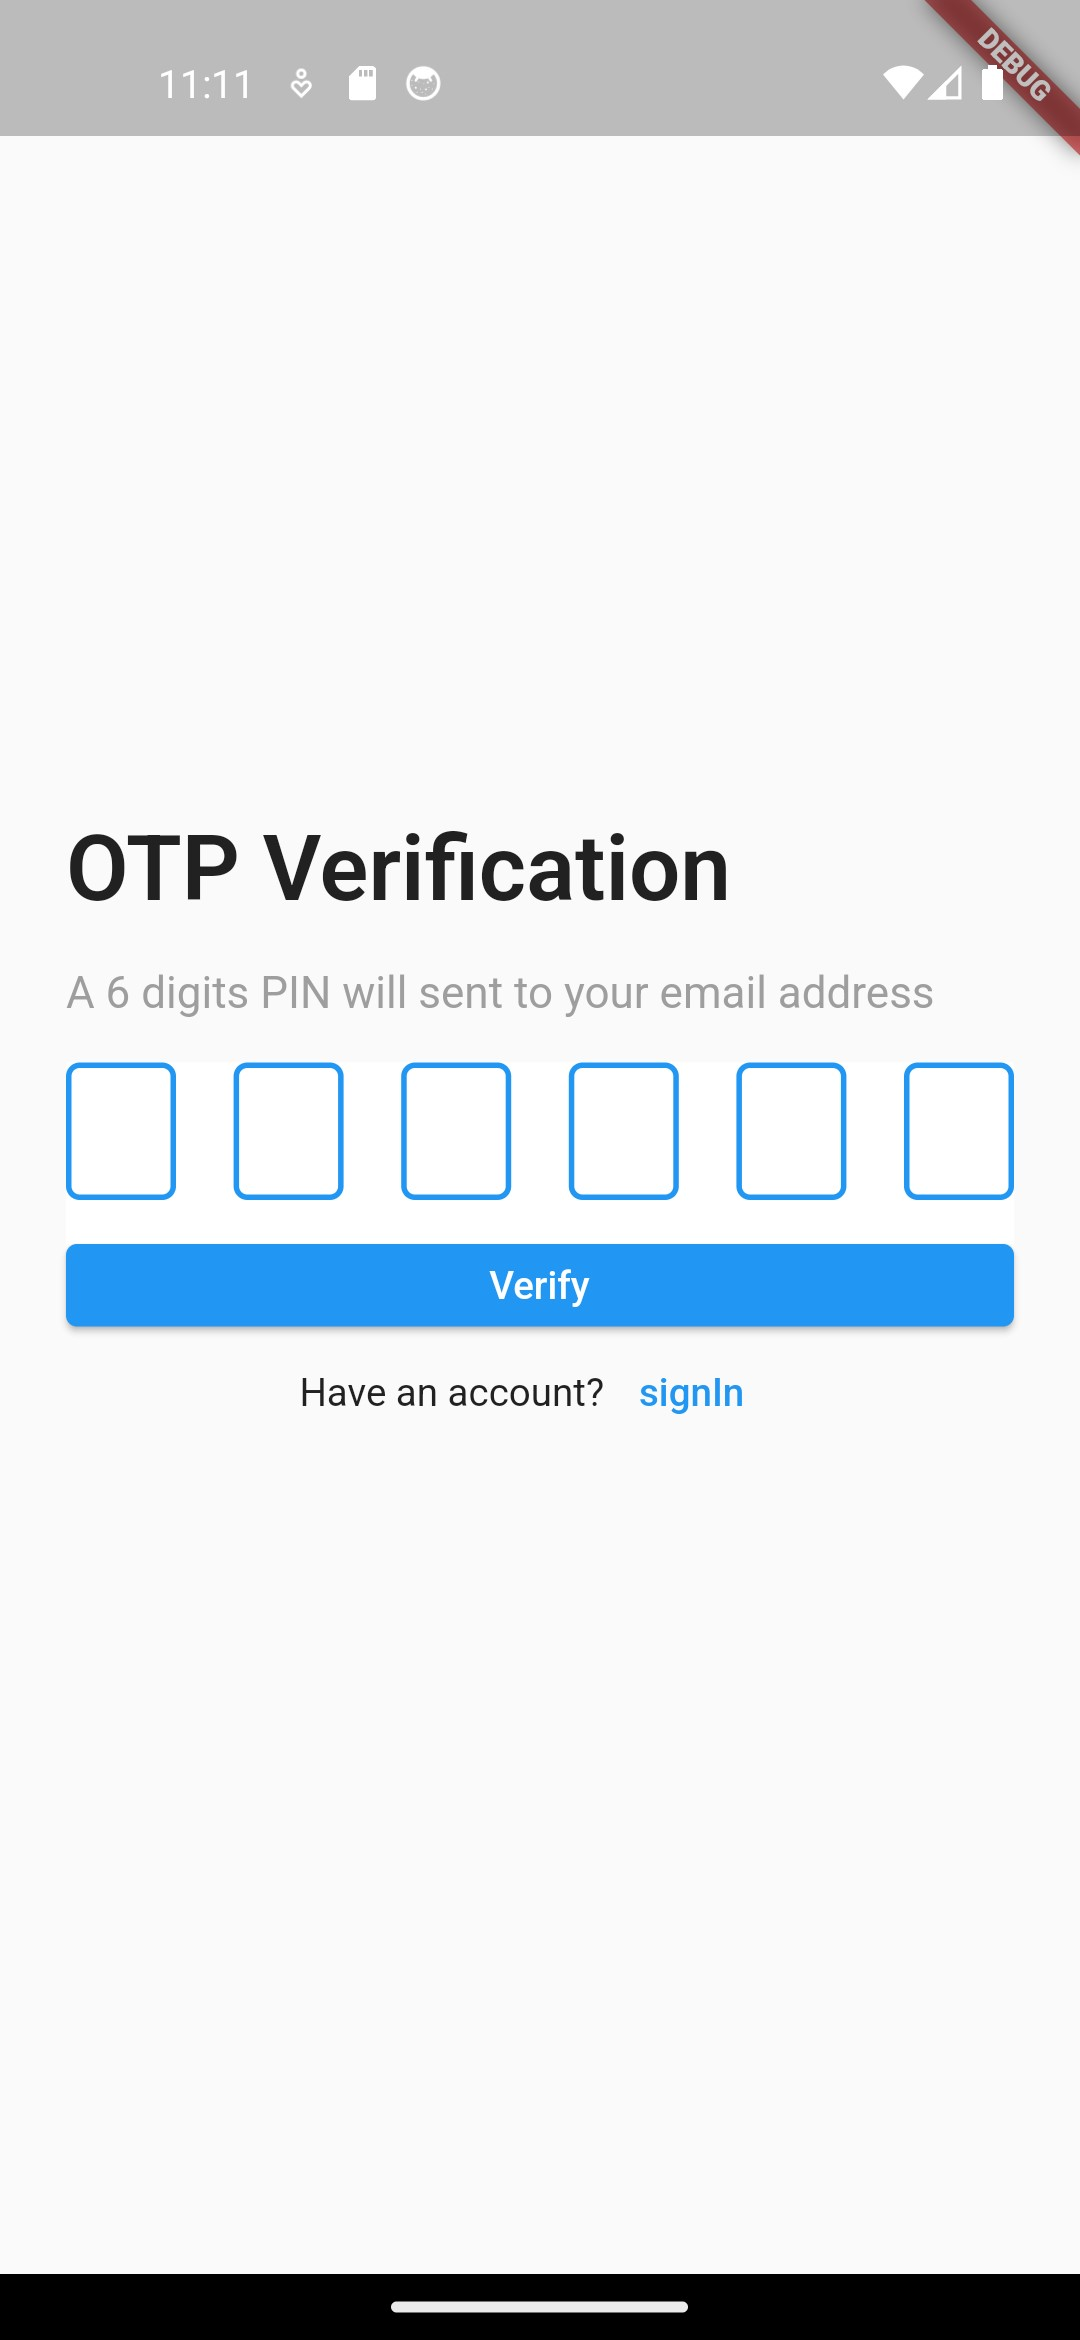 11:11
DEBUG
OTP Verification
A 6 digits PIN will sent to your email address
Verify
Have an account? signIn